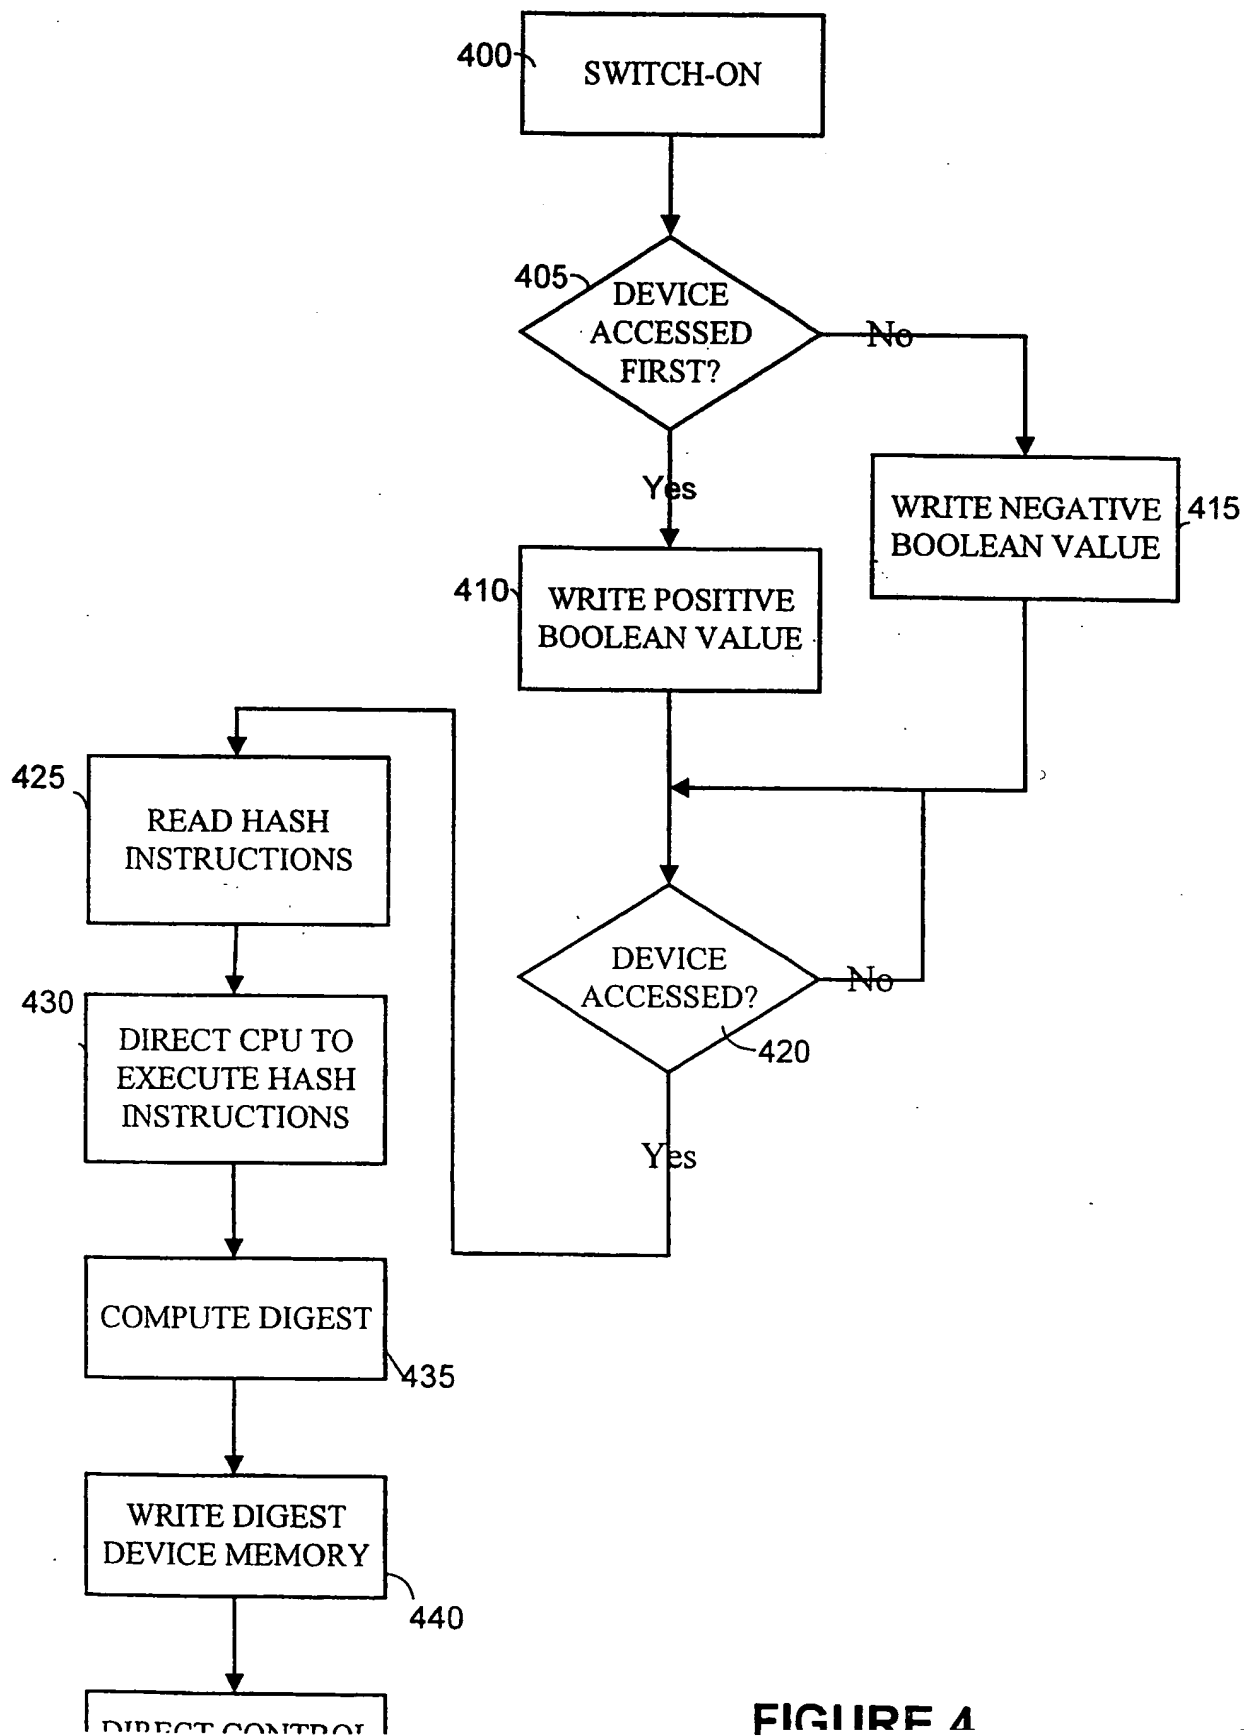 400
SWITCH-ON
405
DEVICE
ACCESSED
FIRST?
No
Yes
WRITE NEGATIVE
BOOLEAN VALUE
415
410
WRITE POSITIVE
BOOLEAN VALUE
425
READ HASH
INSTRUCTIONS
DEVICE
ACCESSED?
No
420
430
DIRECT CPU TO
EXECUTE HASH
INSTRUCTIONS
Yes
COMPUTE DIGEST
435
WRITE DIGEST
DEVICE MEMORY
440
DIRECT CONTROL
FIGURE 4